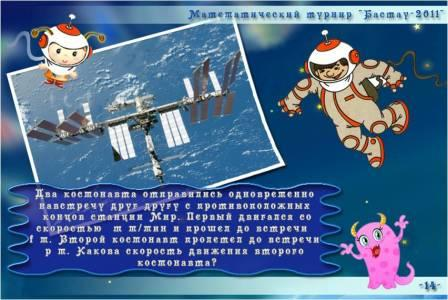 Математический турнир "Бастау-2011"
Два космонавта отправились одновременно
навстречу друг другу с противоположных
концов станции Мир. Первый двигался со
скоростью m m/мин и прошел до встречи
f m. Второй космонавт пролетел до встречи
p m. Какова скорость движения второго
космонавта?
-14-